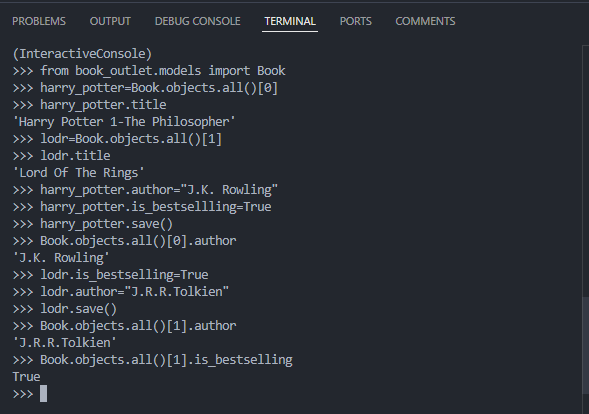 PROBLEMS OUTPUT DEBUG CONSOLE TERMINAL PORTS COMMENTS
(InteractiveConsole)
>>> from book_outlet.models import Book
>>> harry_potter=Book.objects.all()[0]
>>> harry_potter.title
'Harry Potter 1-The Philosopher'
>>> lodr=Book.objects.all()[1]
>>> lodr.title
'Lord Of The Rings'
>>> harry_potter.author="J.K. Rowling"
>>> harry_potter.is_bestsellling=True
>>> harry_potter.save()
>>> Book.objects.all()[0].author
'J.K. Rowling'
>>> lodr.is_bestselling=True
>>> lodr.author="J.R.R.Tolkien"
>>> lodr.save()
>>> Book.objects.all()[1].author
'J.R.R.Tolkien'
>>> Book.objects.all()[1].is_bestselling
True
>>>